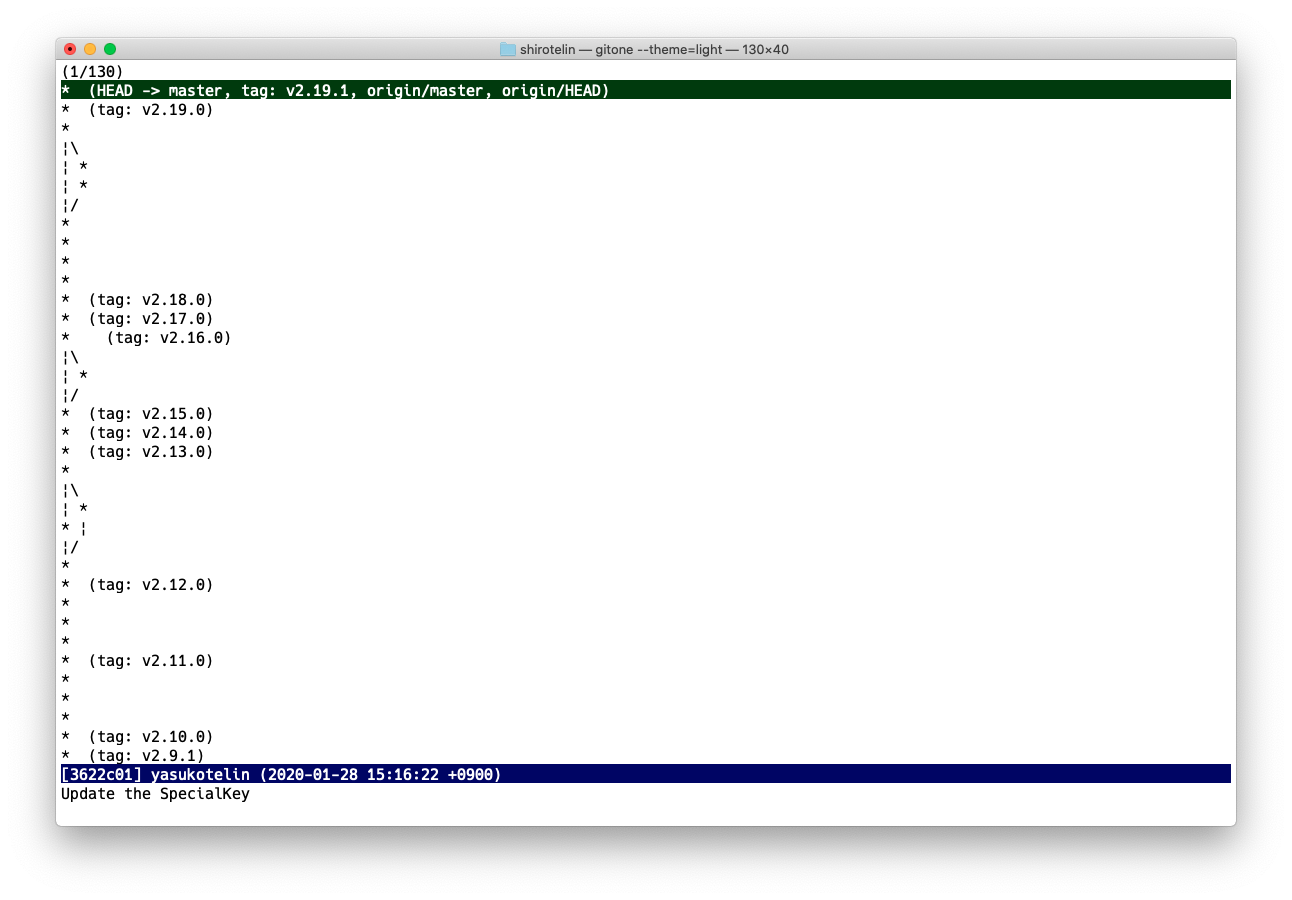 shirotelin — gitone --theme=light — 130×40
(1/130)
*  (HEAD -> master, tag: v2.19.1, origin/master, origin/HEAD)
*  (tag: v2.19.0)
*
¦\
¦ *
¦ *
¦/
*
*
*
*
*  (tag: v2.18.0)
*  (tag: v2.17.0)
*    (tag: v2.16.0)
¦\
¦ *
¦/
*  (tag: v2.15.0)
*  (tag: v2.14.0)
*  (tag: v2.13.0)
*
¦\
¦ *
* ¦
¦/
*
*  (tag: v2.12.0)
*
*
*
*  (tag: v2.11.0)
*
*
*
*  (tag: v2.10.0)
*  (tag: v2.9.1)
[3622c01] yasukotelin (2020-01-28 15:16:22 +0900)
Update the SpecialKey